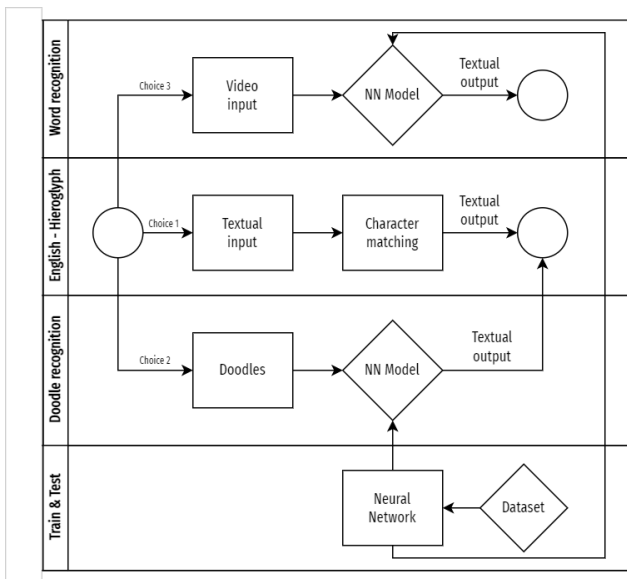 Word recognition
Choice 3
Video
input
NN Model
Textual
output
English - Hieroglyph
Choice 1
Textual
input
Character
matching
Textual
output
Doodle recognition
Choice 2
Doodles
NN Model
Textual
output
Train & Test
Neural
Network
Dataset